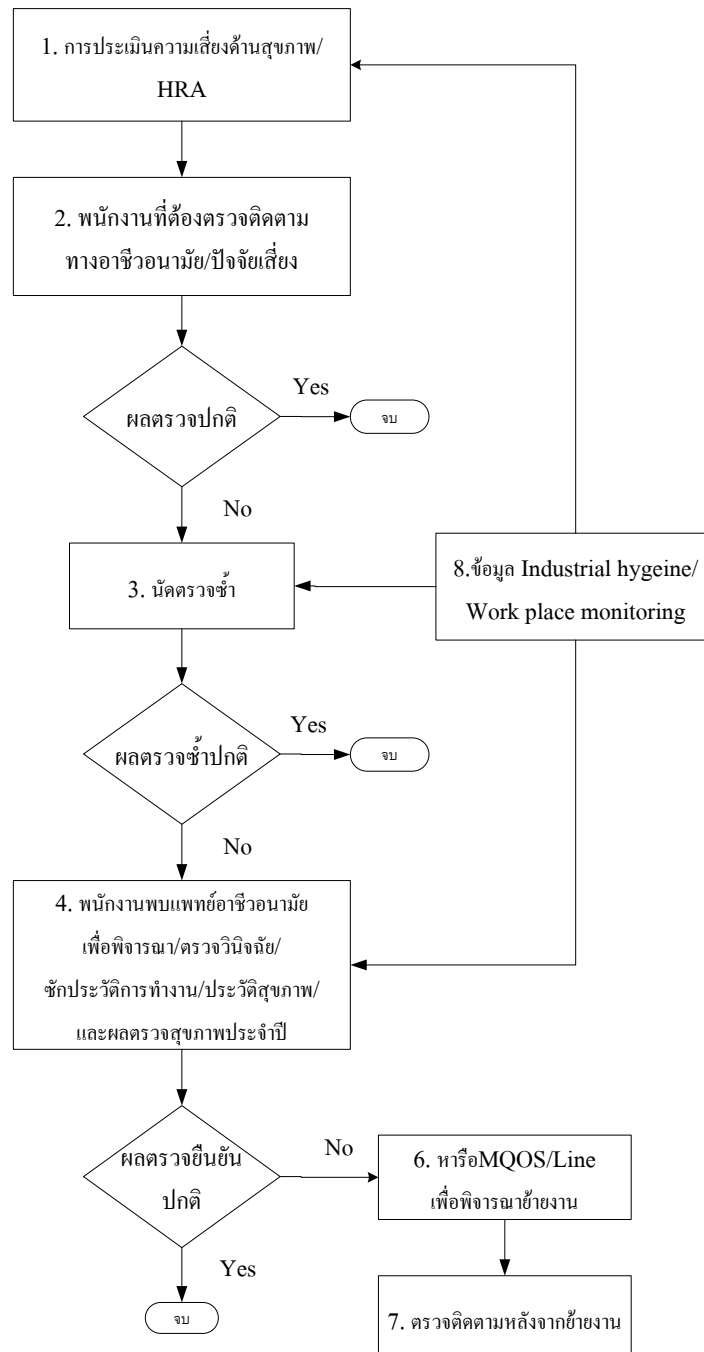 1. การประเมินความเสี่ยงด้านสุขภาพ/
HRA
2. พนักงานที่ต้องตรวจติดตาม
ทางอาชีวอนามัย/ปัจจัยเสี่ยง
ผลตรวจปกติ
Yes
จบ
No
3. นัดตรวจซ้ำ
8.ข้อมูล Industrial hygeine/
Work place monitoring
ผลตรวจซ้ำปกติ
Yes
จบ
No
4. พนักงานพบแพทย์อาชีวอนามัย
เพื่อพิจารณา/ตรวจวินิจฉัย/
ซักประวัติการทำงาน/ประวัติสุขภาพ/
และผลตรวจสุขภาพประจำปี
ผลตรวจยืนยัน
ปกติ
No
6. หารือMQOS/Line
เพื่อพิจารณาย้ายงาน
Yes
จบ
7. ตรวจติดตามหลังจากย้ายงาน